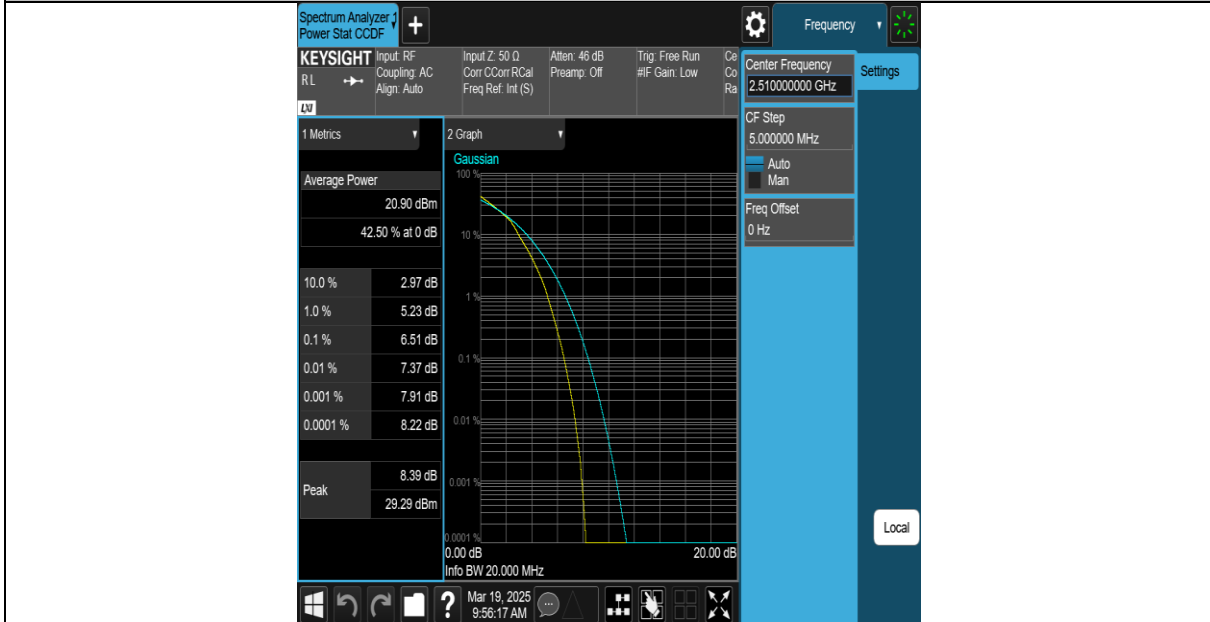 Spectrum Analyzer 1
Power Stat CCDF
+
Frequency
KEYSIGHT
RL
LXI
Input: RF
Coupling: AC
Align: Auto
Input Z: 50 Ω
Corr CCorr RCal
Freq Ref: Int (S)
Atten: 46 dB
Preamp: Off
Trig: Free Run
#IF Gain: Low
Ce
Co
Ra
Center Frequency
2.510000000 GHz
Settings
CF Step
5.000000 MHz
Auto
Man
Freq Offset
0 Hz
Local
1 Metrics
Average Power
20.90 dBm
42.50 % at 0 dB
10.0 % 2.97 dB
1.0 % 5.23 dB
0.1 % 6.51 dB
0.01 % 7.37 dB
0.001 % 7.91 dB
0.0001 % 8.22 dB
Peak
8.39 dB
29.29 dBm
2 Graph
Gaussian
100 %
10 %
1 %
0.1 %
0.01 %
0.001 %
0.0001 %
0.00 dB 20.00 dB
Info BW 20.000 MHz
?
Mar 19, 2025
9:56:17 AM